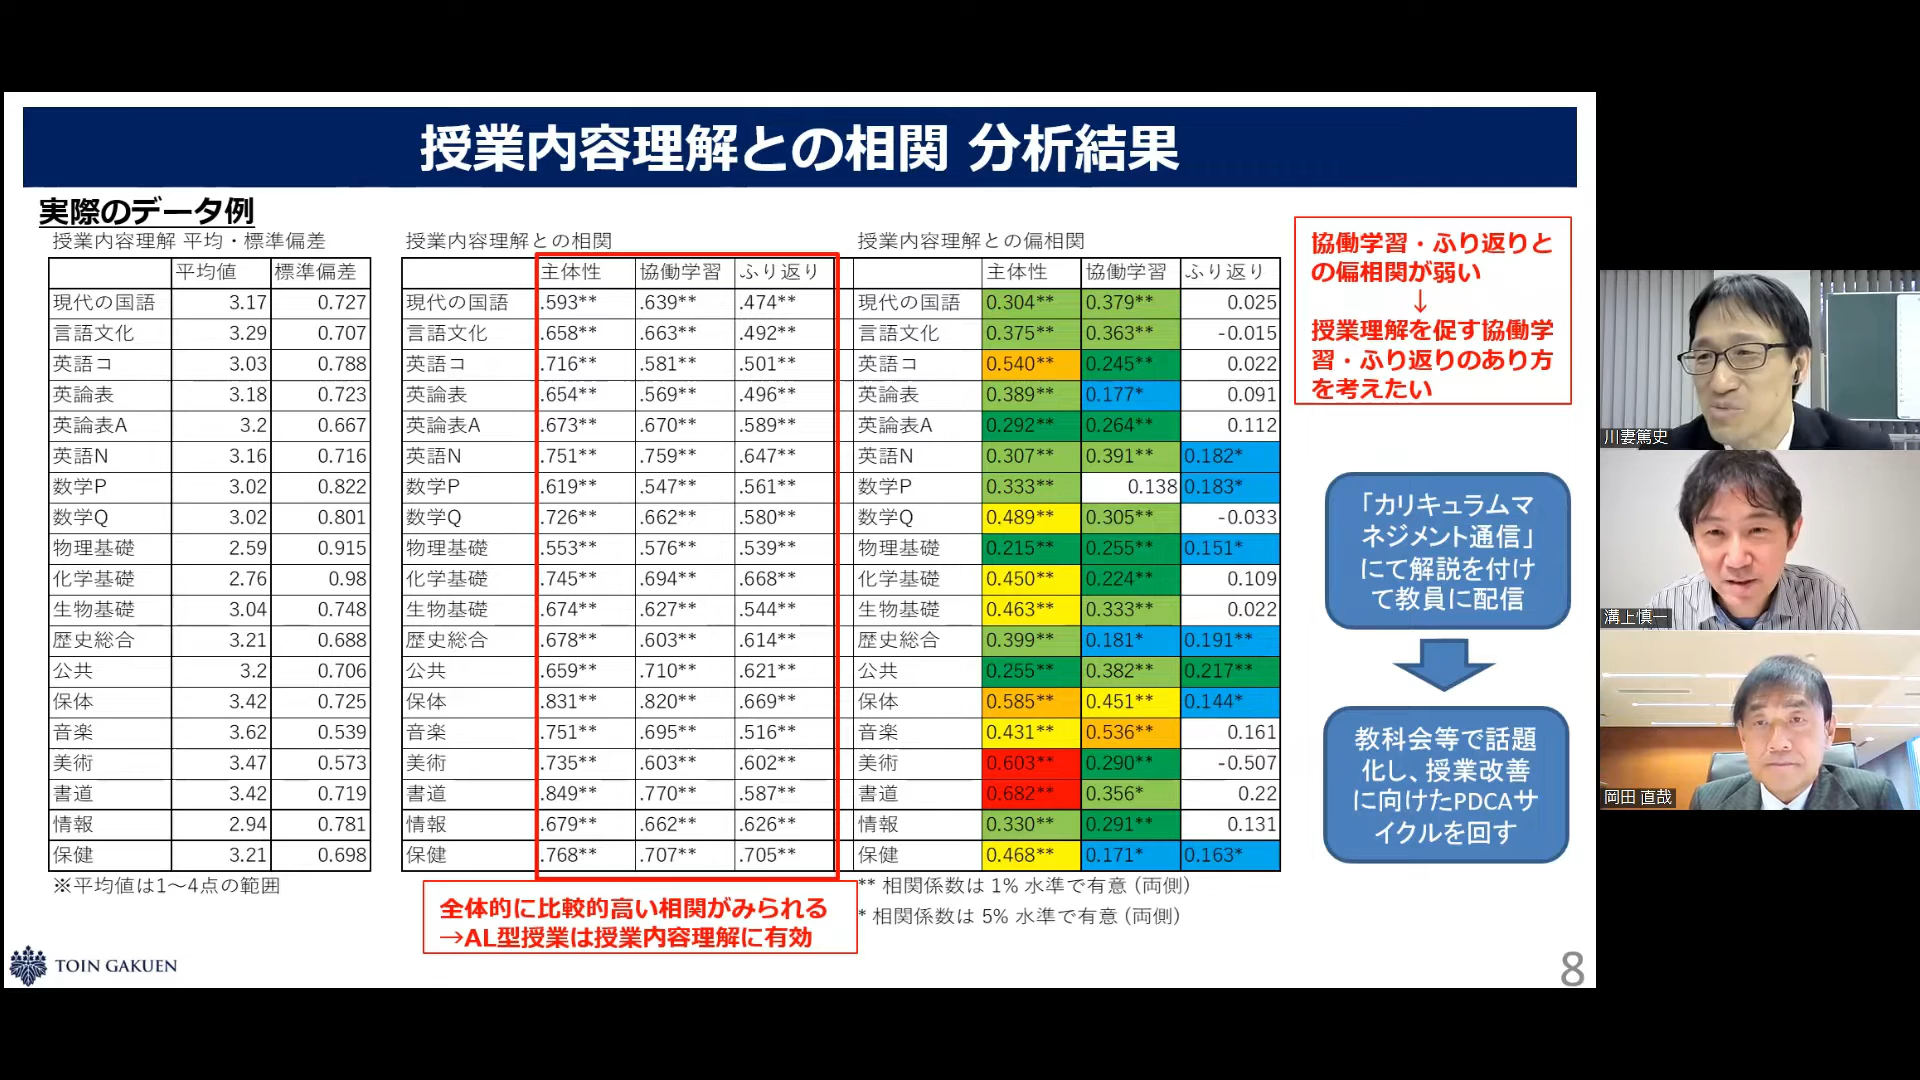 授業内容理解との相関 分析結果
実際のデータ例
授業内容理解 平均・標準偏差
平均値 標準偏差
現代の国語 3.17 0.727
言語文化 3.29 0.707
英語コ 3.03 0.788
英論表 3.18 0.723
英論表A 3.2 0.667
英語N 3.16 0.716
数学P 3.02 0.822
数学Q 3.02 0.801
物理基礎 2.59 0.915
化学基礎 2.76 0.98
生物基礎 3.04 0.748
歴史総合 3.21 0.688
公共 3.2 0.706
保体 3.42 0.725
音楽 3.62 0.539
美術 3.47 0.573
書道 3.42 0.719
情報 2.94 0.781
保健 3.21 0.698
※平均値は1～4点の範囲
授業内容理解との相関
主体性 協働学習 ふり返り
現代の国語 .593** .639** .474**
言語文化 .658** .663** .492**
英語コ .716** .581** .501**
英論表 .654** .569** .496**
英論表A .673** .670** .589**
英語N .751** .759** .647**
数学P .619** .547** .561**
数学Q .726** .662** .580**
物理基礎 .553** .576** .539**
化学基礎 .745** .694** .668**
生物基礎 .674** .627** .544**
歴史総合 .678** .603** .614**
公共 .659** .710** .621**
保体 .831** .820** .669**
音楽 .751** .695** .516**
美術 .735** .603** .602**
書道 .849** .770** .587**
情報 .679** .662** .626**
保健 .768** .707** .705**
全体的に比較的高い相関がみられる
→AL型授業は授業内容理解に有効
授業内容理解との偏相関
主体性 協働学習 ふり返り
現代の国語 0.304** 0.379** 0.025
言語文化 0.375** 0.363** -0.015
英語コ 0.540** 0.245** 0.022
英論表 0.389** 0.177* 0.091
英論表A 0.292** 0.264** 0.112
英語N 0.307** 0.391** 0.182*
数学P 0.333** 0.138 0.183*
数学Q 0.489** 0.305** -0.033
物理基礎 0.215** 0.255** 0.151*
化学基礎 0.450** 0.224** 0.109
生物基礎 0.463** 0.333** 0.022
歴史総合 0.399** 0.181* 0.191**
公共 0.255** 0.382** 0.217**
保体 0.585** 0.451** 0.144*
音楽 0.431** 0.536** 0.161
美術 0.603** 0.290** -0.507
書道 0.682** 0.356* 0.22
情報 0.330** 0.291** 0.131
保健 0.468** 0.171* 0.163*
** 相関係数は 1% 水準で有意 (両側)
* 相関係数は 5% 水準で有意 (両側)
協働学習・ふり返りと
の偏相関が弱い
↓
授業理解を促す協働学
習・ふり返りのあり方
を考えたい
「カリキュラムマ
ネジメント通信」
にて解説を付け
て教員に配信
教科会等で話題
化し、授業改善
に向けたPDCAサ
イクルを回す
TOIN GAKUEN
8
川妻篤史
溝上慎一
岡田 直哉